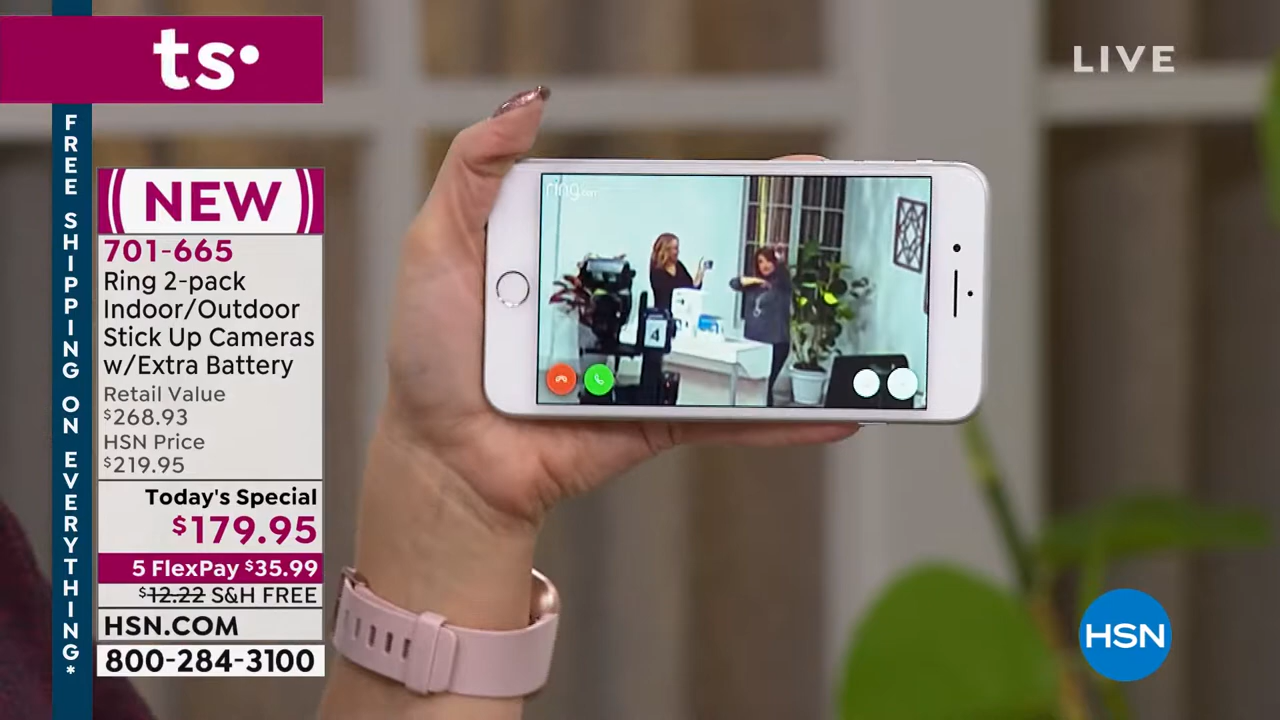 ts.
LIVE
FREE SHIPPING ON EVERYTHING*
NEW
701-665
Ring 2-pack
Indoor/Outdoor
Stick Up Cameras
w/Extra Battery
Retail Value
$268.93
HSN Price
$219.95
Today's Special
$179.95
5 FlexPay $35.99
$12.22 S&H FREE
HSN.COM
800-284-3100
ring.com
4
HSN